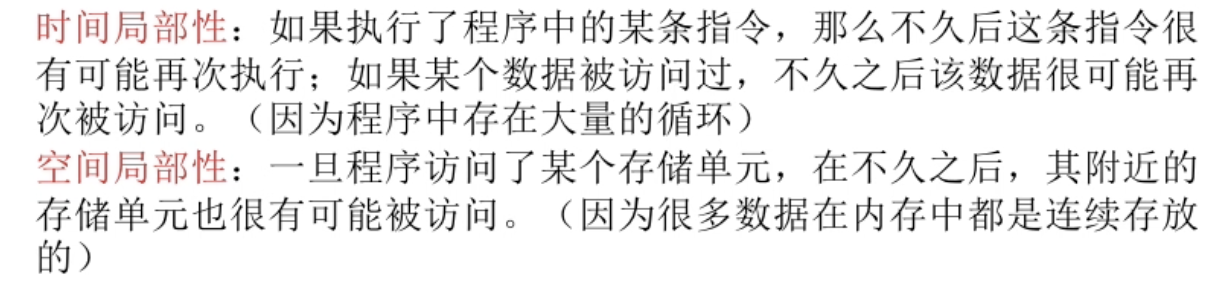 时间局部性：如果执行了程序中的某条指令，那么不久后这条指令很
有可能再次执行；如果某个数据被访问过，不久之后该数据很可能再
次被访问。（因为程序中存在大量的循环）
空间局部性：一旦程序访问了某个存储单元，在不久之后，其附近的
存储单元也很有可能被访问。（因为很多数据在内存中都是连续存放
的）